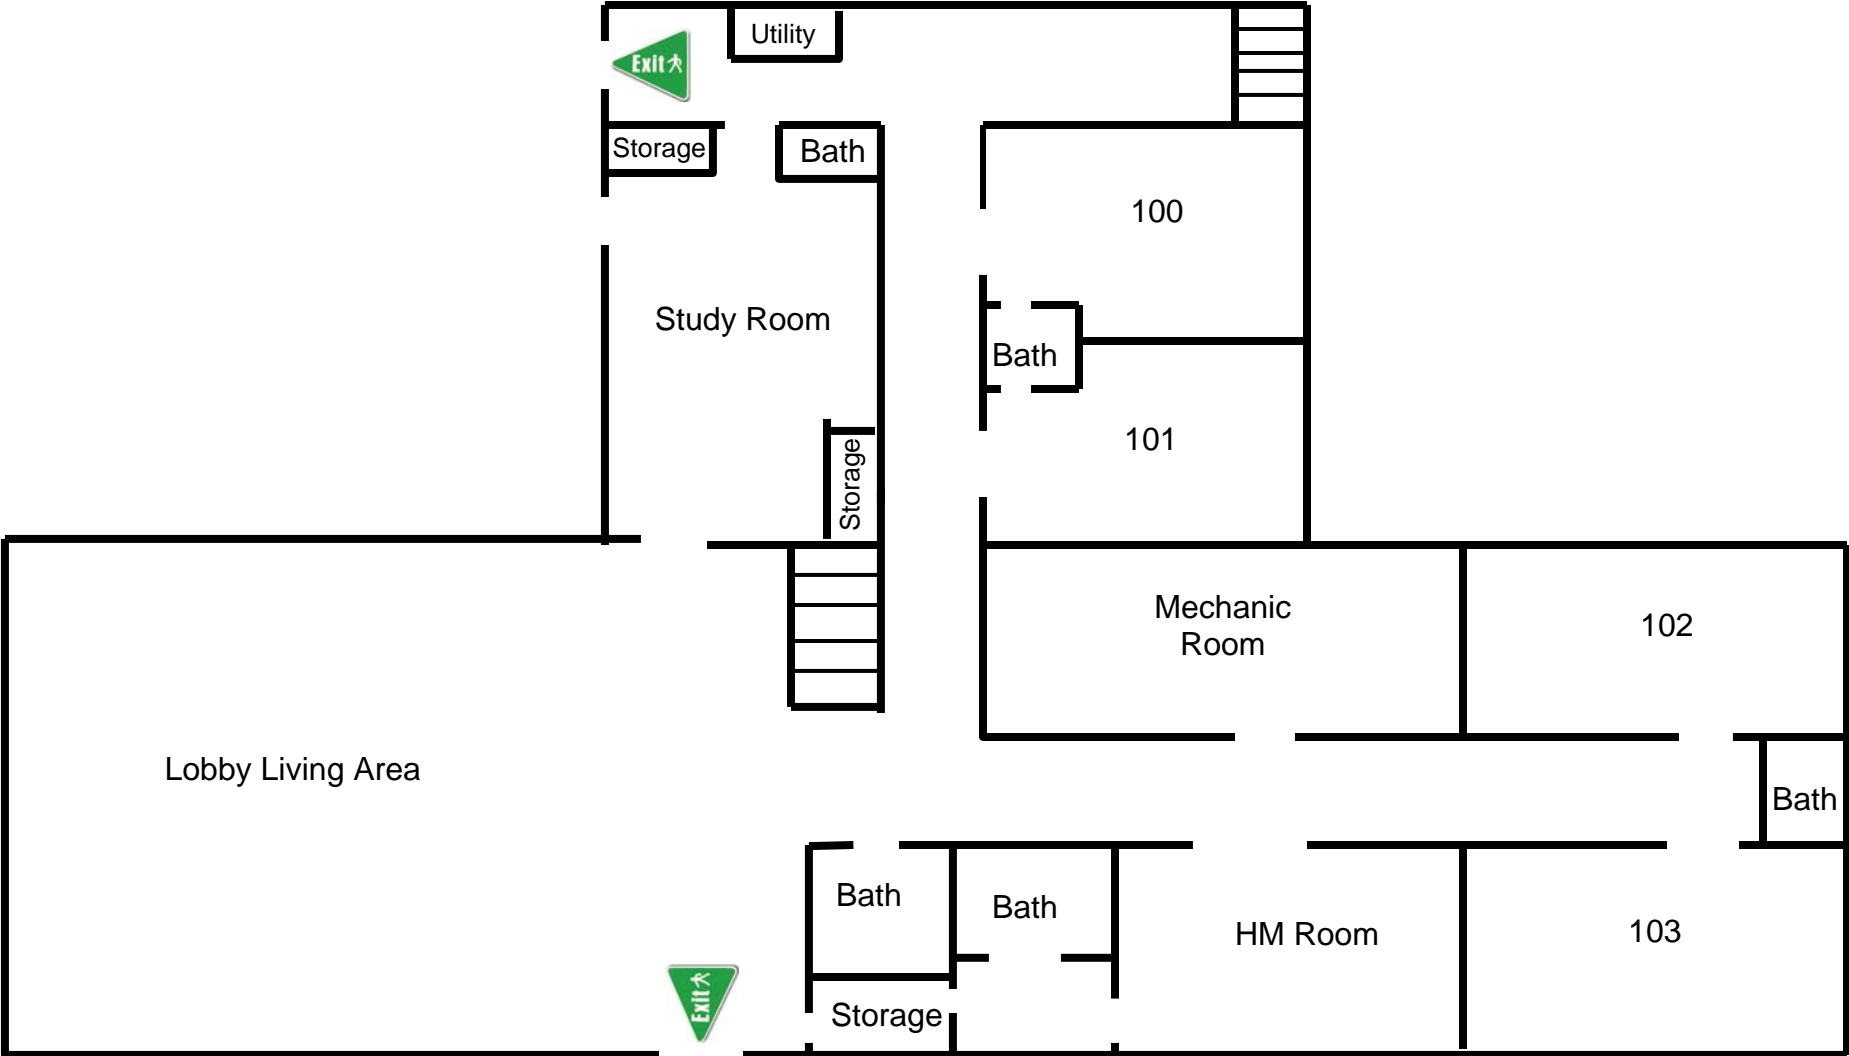 Utility
Exit
Storage
Bath
100
Study Room
Bath
101
Storage
Mechanic
Room
102
Lobby Living Area
Bath
Bath
Bath
HM Room
103
Exit
Storage